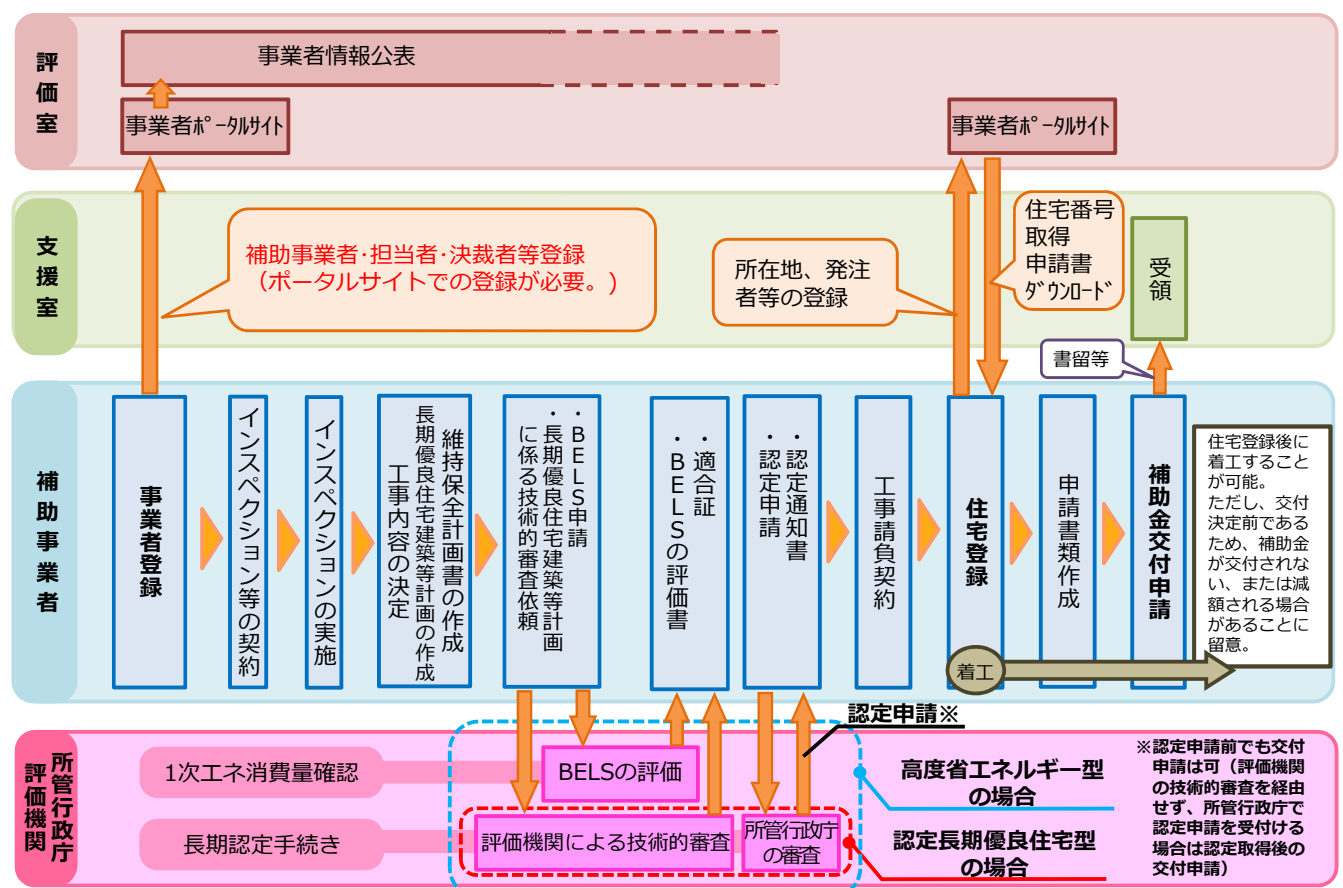 評価室
事業者情報公表
事業者ﾎﾟｰﾀﾙｻｲﾄ
事業者ﾎﾟｰﾀﾙｻｲﾄ
支援室
補助事業者･担当者･決裁者等登録
（ポータルサイトでの登録が必要。)
所在地、発注
者等の登録
住宅番号
取得
申請書
ﾀﾞｳﾝﾛｰﾄﾞ
受領
書留等
補助事業者
事業者登録
インスペクション等の契約
インスペクションの実施
維持保全計画書の作成
長期優良住宅建築等計画の作成
工事内容の決定
・BELS申請
・長期優良住宅建築等計画
に係る技術的審査依頼
・適合証
・BELSの評価書
・認定通知書
・認定申請
工事請負契約
住宅登録
申請書類作成
補助金交付申請
住宅登録後に
着工すること
が可能。
ただし、交付
決定前である
ため、補助金
が交付されな
い、または減
額される場合
があることに
留意。
着工
認定申請※
所管行政庁
評価機関
1次エネ消費量確認
BELSの評価
長期認定手続き
評価機関による技術的審査
所管行政庁
の審査
高度省エネルギー型
の場合
認定長期優良住宅型
の場合
※認定申請前でも交付
申請は可（評価機関
の技術的審査を経由
せず、所管行政庁で
認定申請を受付ける
場合は認定取得後の
交付申請）